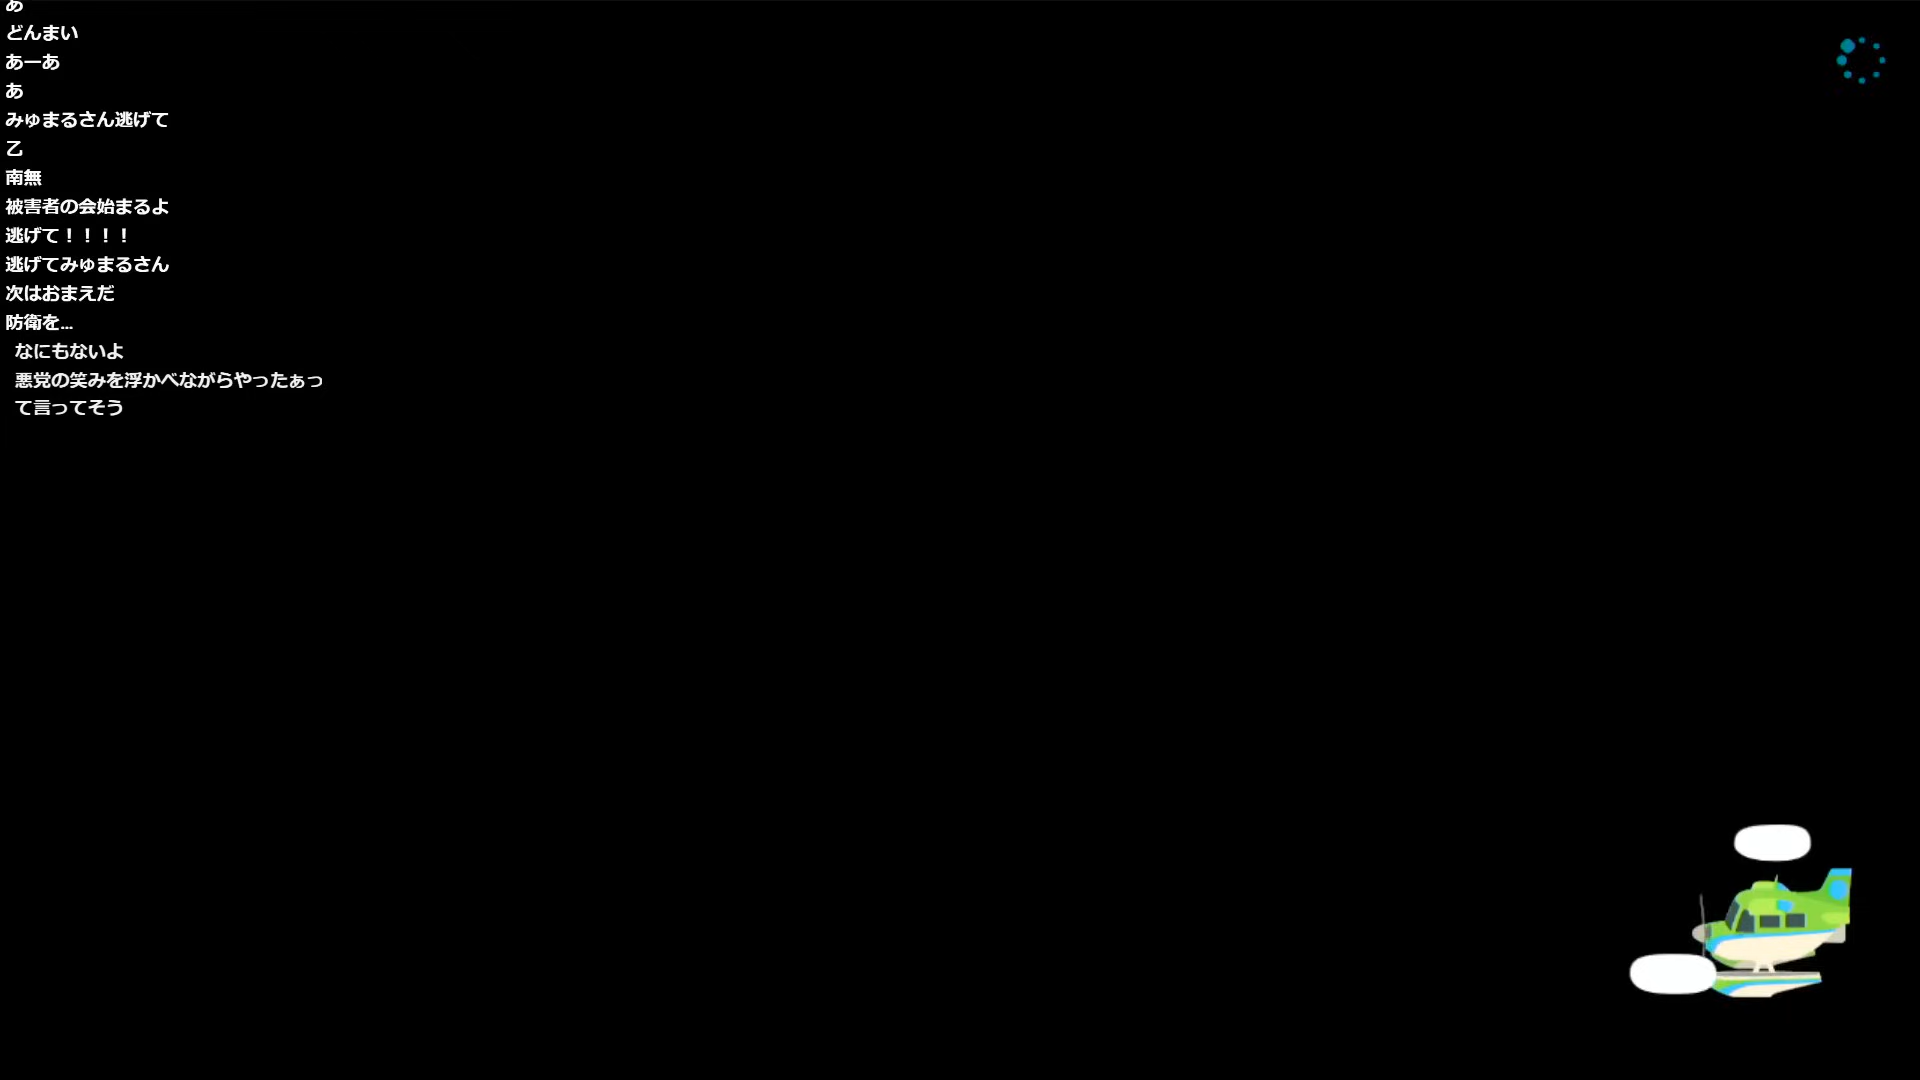 あ
どんまい
あーあ
あ
みゅまるさん逃げて
乙
南無
被害者の会始まるよ
逃げて！！！！
逃げてみゅまるさん
次はおまえだ
防衛を...
なにもないよ
悪党の笑みを浮かべながらやったぁっ
て言ってそう